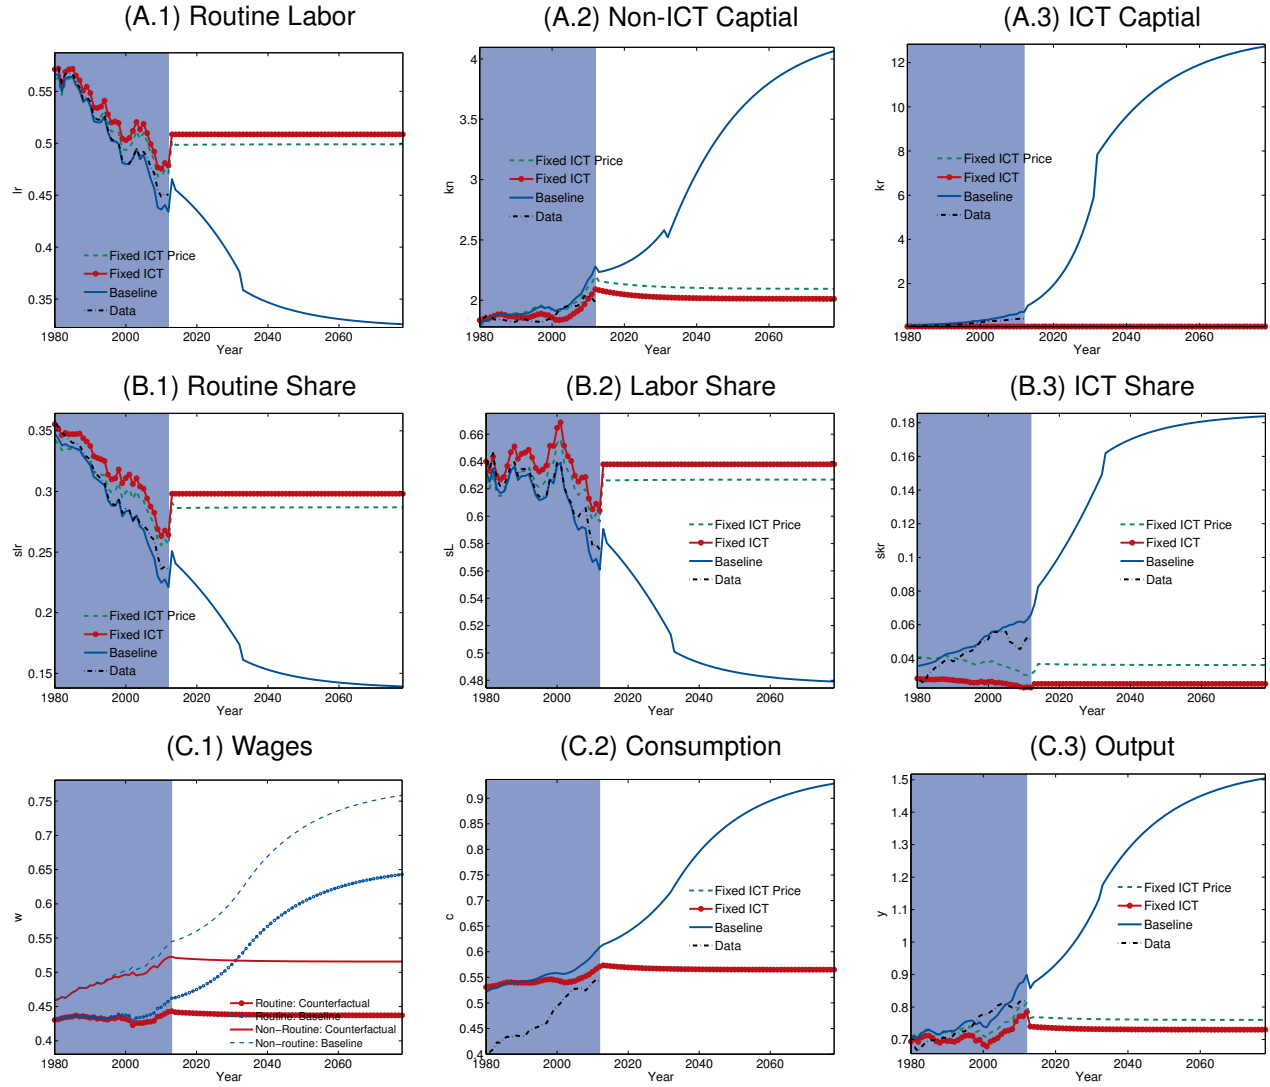 (A.1) Routine Labor
0.55
0.5
0.45
0.4
0.35
lr
Fixed ICT Price
Fixed ICT
Baseline
Data
1980 2000 2020 2040 2060
Year
(A.2) Non-ICT Captial
4
3.5
3
2.5
2
kn
Fixed ICT Price
Fixed ICT
Baseline
Data
1980 2000 2020 2040 2060
Year
(A.3) ICT Captial
12
10
8
6
4
2
kr
Fixed ICT Price
Fixed ICT
Baseline
Data
1980 2000 2020 2040 2060
Year
(B.1) Routine Share
0.35
0.3
0.25
0.2
0.15
slr
Fixed ICT Price
Fixed ICT
Baseline
Data
1980 2000 2020 2040 2060
Year
(B.2) Labor Share
0.66
0.64
0.62
0.6
0.58
0.56
0.54
0.52
0.5
0.48
sL
Fixed ICT Price
Fixed ICT
Baseline
Data
1980 2000 2020 2040 2060
Year
(B.3) ICT Share
0.18
0.16
0.14
0.12
0.1
0.08
0.06
0.04
skr
Fixed ICT Price
Fixed ICT
Baseline
Data
1980 2000 2020 2040 2060
Year
(C.1) Wages
0.75
0.7
0.65
0.6
0.55
0.5
0.45
0.4
w
Routine: Counterfactual
Routine: Baseline
Non−Routine: Counterfactual
Non−routine: Baseline
1980 2000 2020 2040 2060
Year
(C.2) Consumption
0.9
0.85
0.8
0.75
0.7
0.65
0.6
0.55
0.5
0.45
0.4
c
Fixed ICT Price
Fixed ICT
Baseline
Data
1980 2000 2020 2040 2060
Year
(C.3) Output
1.5
1.4
1.3
1.2
1.1
1
0.9
0.8
0.7
y
Fixed ICT Price
Fixed ICT
Baseline
Data
1980 2000 2020 2040 2060
Year